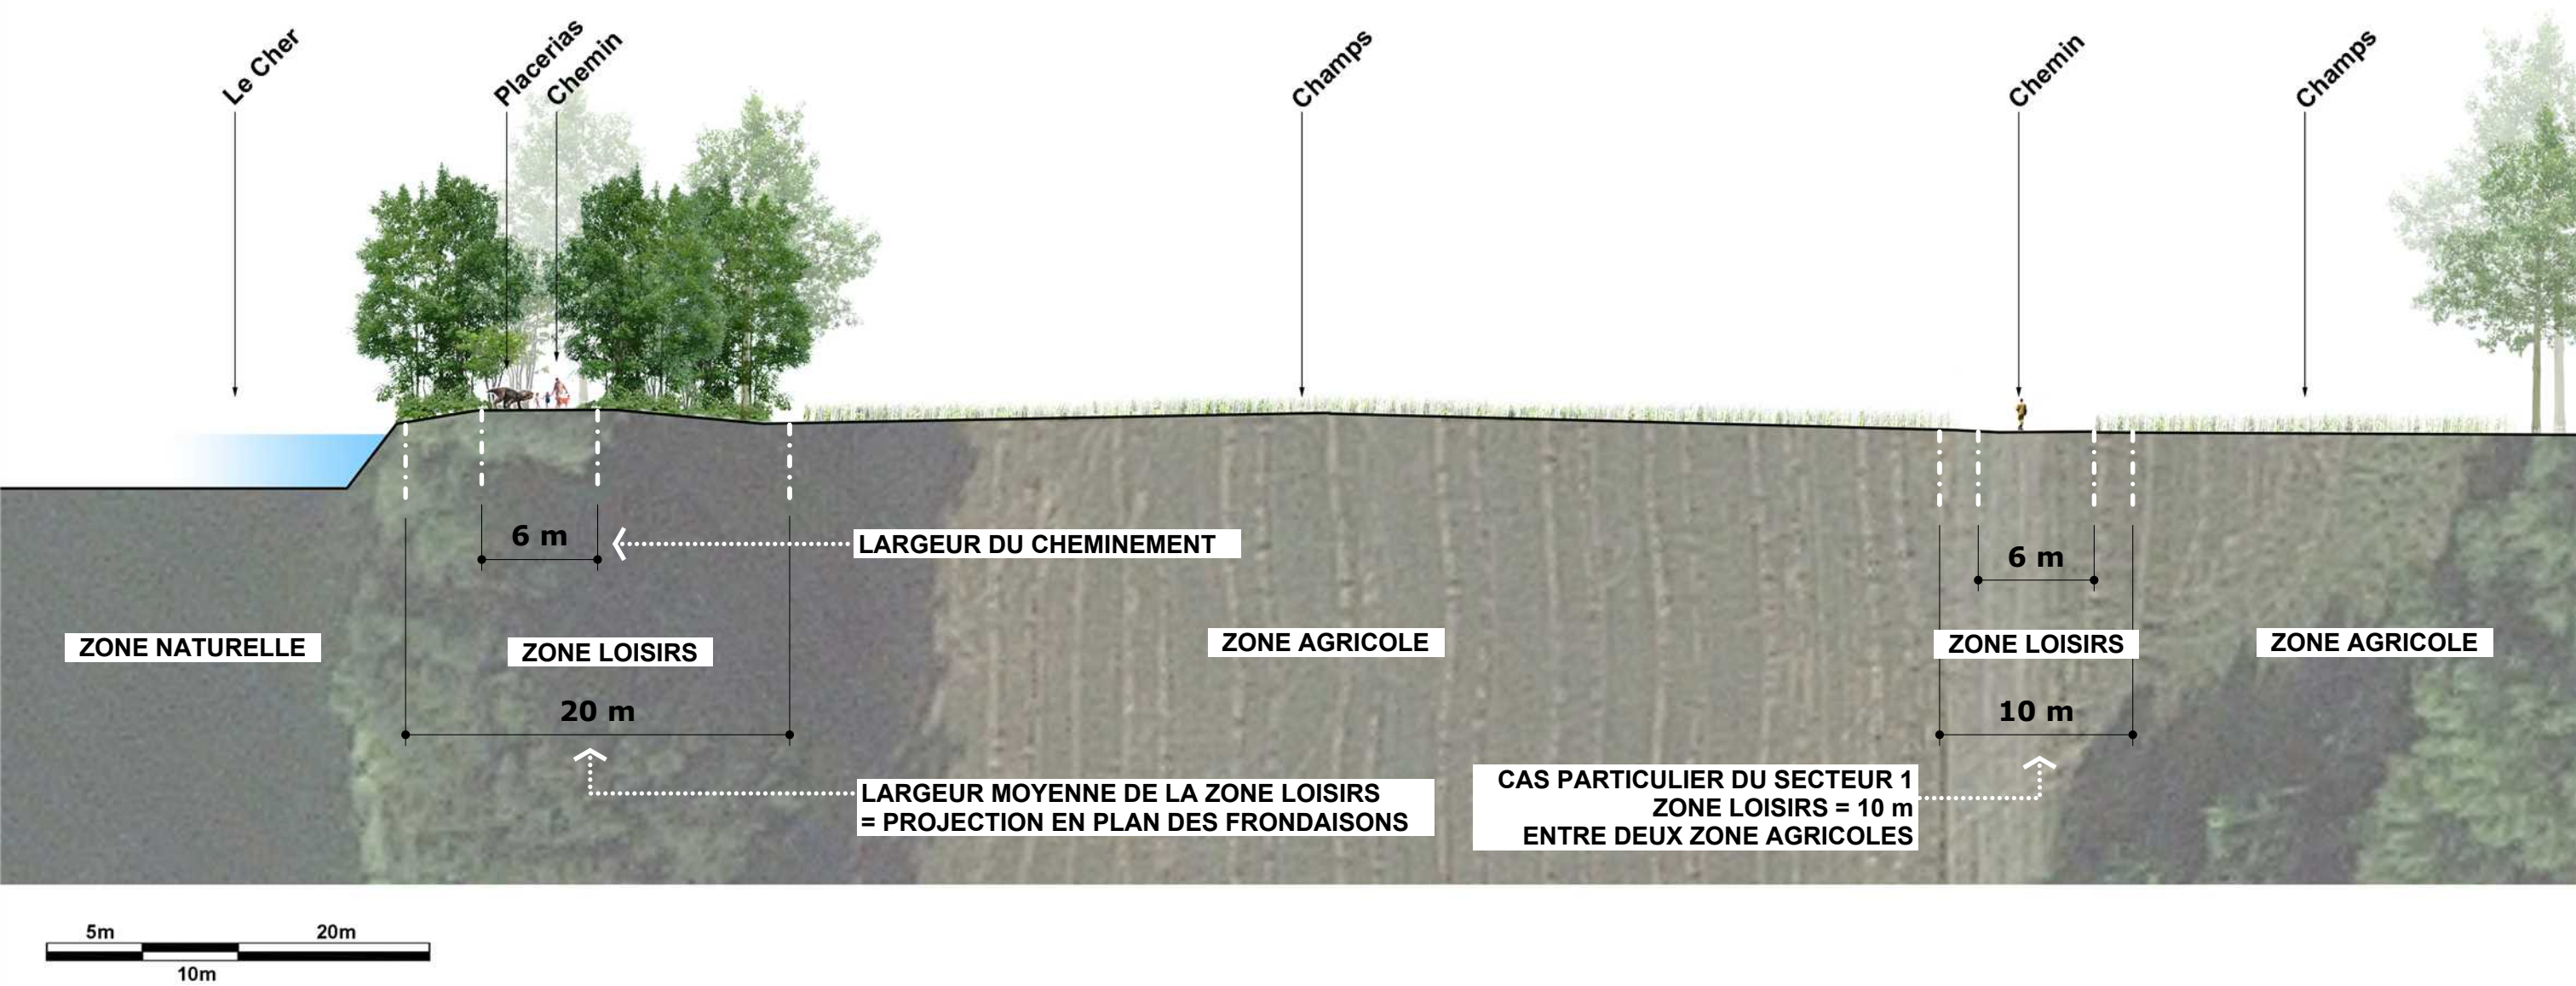 Le Cher
Placerias
Chemin
Champs
Chemin
Champs
6 m
LARGEUR DU CHEMINEMENT
6 m
ZONE NATURELLE
ZONE LOISIRS
ZONE AGRICOLE
ZONE LOISIRS
ZONE AGRICOLE
20 m
10 m
LARGEUR MOYENNE DE LA ZONE LOISIRS
= PROJECTION EN PLAN DES FRONDAISONS
CAS PARTICULIER DU SECTEUR 1
ZONE LOISIRS = 10 m
ENTRE DEUX ZONE AGRICOLES
5m
20m
10m